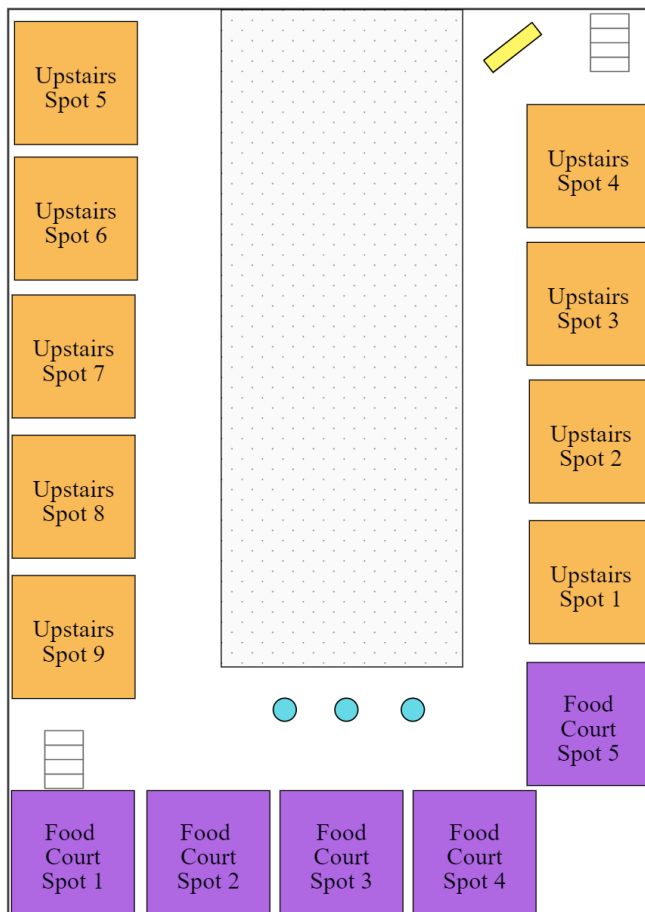 Upstairs
Spot 5
Upstairs
Spot 4
Upstairs
Spot 6
Upstairs
Spot 3
Upstairs
Spot 7
Upstairs
Spot 2
Upstairs
Spot 8
Upstairs
Spot 1
Upstairs
Spot 9
Food
Court
Spot 5
Food
Court
Spot 1
Food
Court
Spot 2
Food
Court
Spot 3
Food
Court
Spot 4